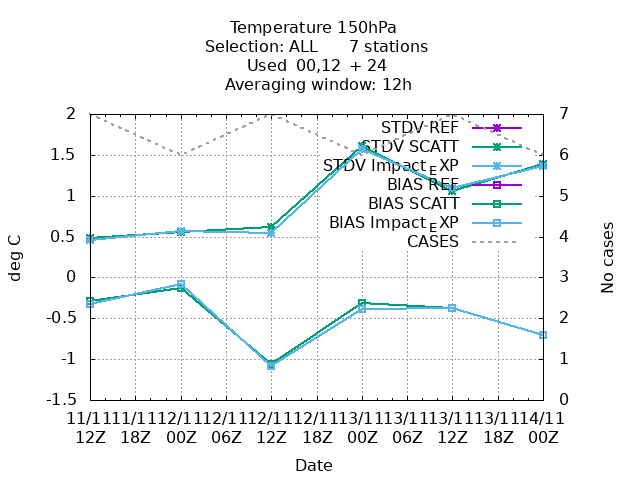 Temperature 150hPa
Selection: ALL 7 stations
Used 00,12 + 24
Averaging window: 12h
2
1.5
1
0.5
0
-0.5
-1
-1.5
deg C
7
6
5
4
3
2
1
0
No cases
STDV REF
STDV SCATT
STDV Impact_EXP
BIAS REF
BIAS SCATT
BIAS Impact_EXP
CASES
11/11 11/11 12/11 12/11 12/11 12/11 13/11 13/11 13/11 13/11 14/11
12Z 18Z 00Z 06Z 12Z 18Z 00Z 06Z 12Z 18Z 00Z
Date